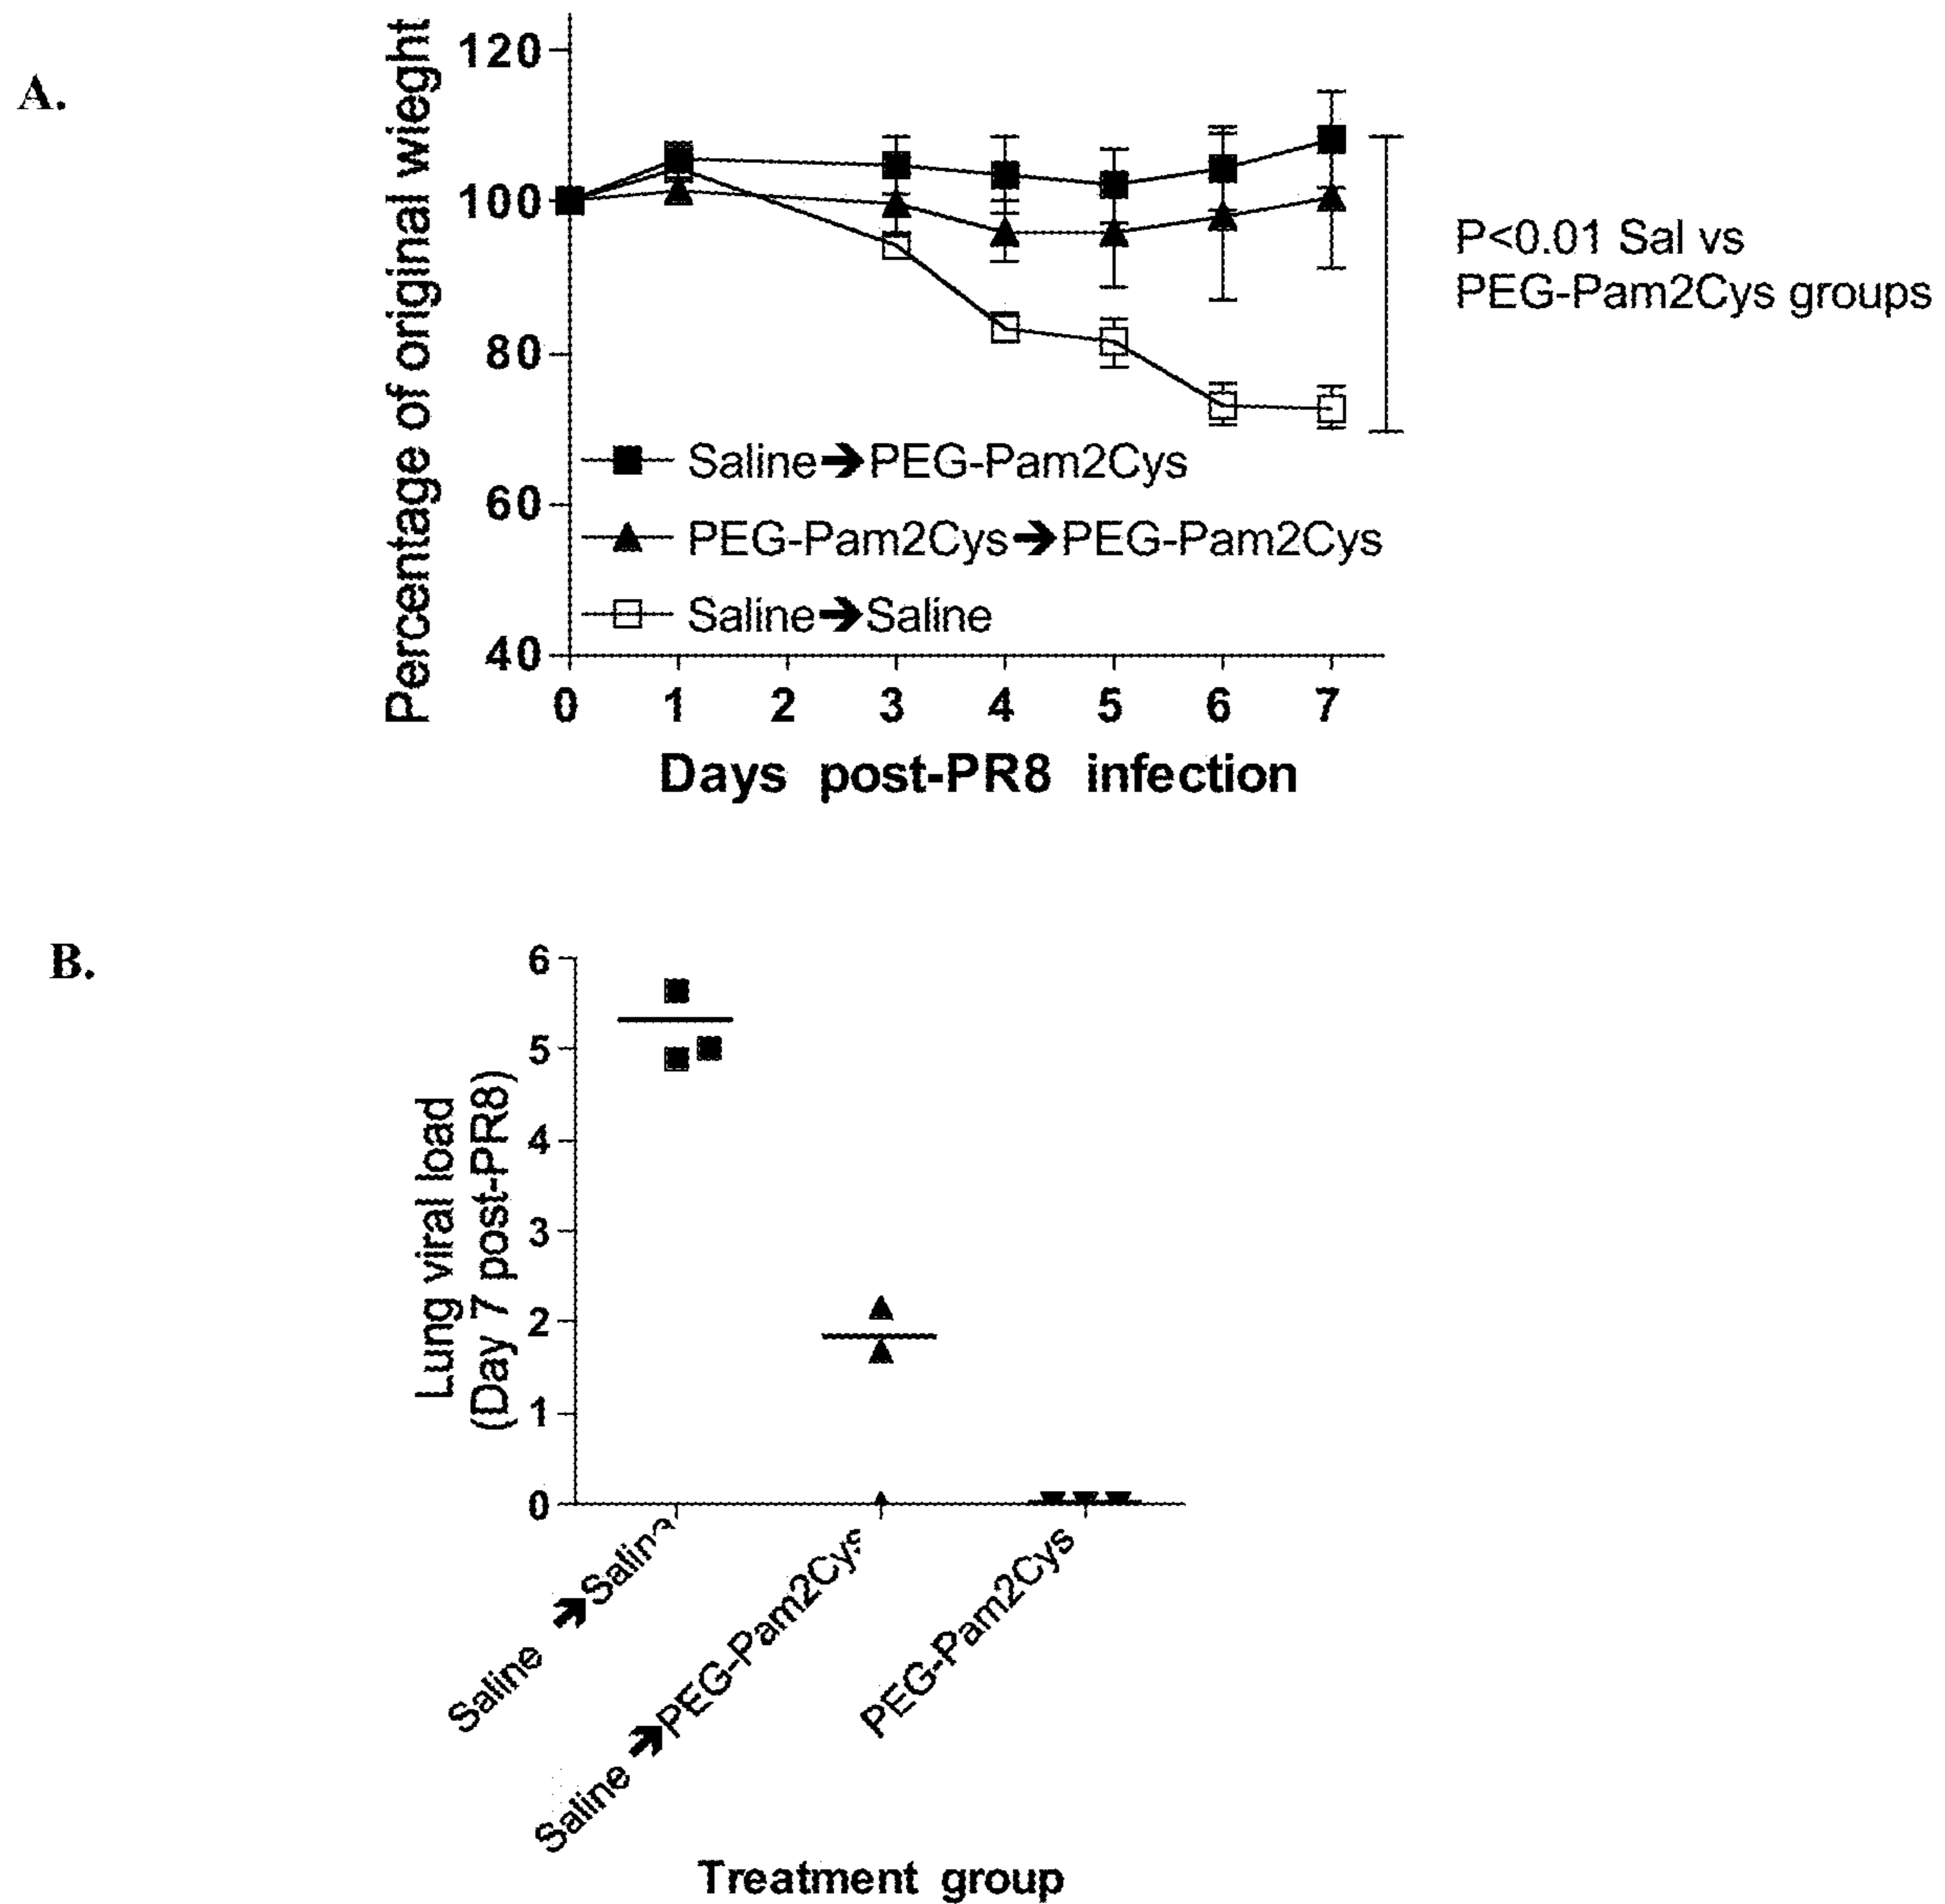 A.
Percentage of original wieght
120
100
80
60
40
P<0.01 Sal vs
PEG-Pam2Cys groups
Saline➔PEG-Pam2Cys
PEG-Pam2Cys➔PEG-Pam2Cys
Saline➔Saline
0 1 2 3 4 5 6 7
Days post-PR8 infection
B.
Lung viral load
(Day 7 post-PR8)
6
5
4
3
2
1
0
Saline ➔Saline
Saline ➔PEG-Pam2Cys
PEG-Pam2Cys
Treatment group